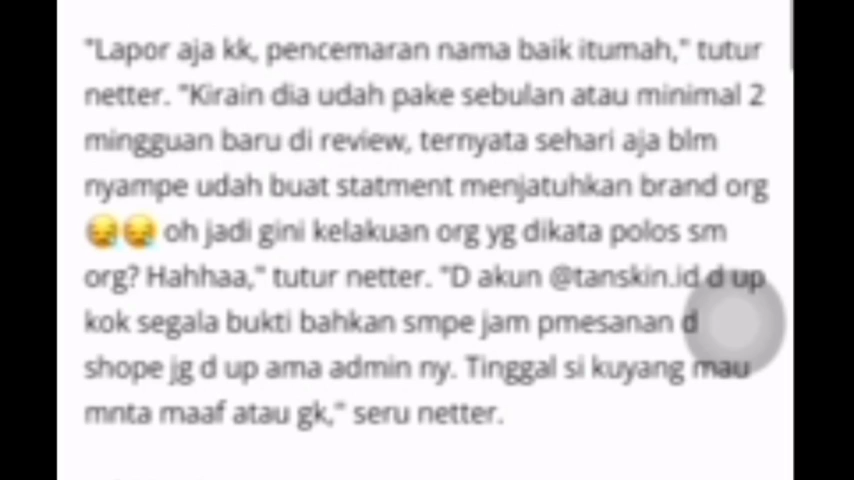 "Lapor aja kk, pencemaran nama baik itumah," tutur
netter. "Kirain dia udah pake sebulan atau minimal 2
mingguan baru di review, ternyata sehari aja blm
nyampe udah buat statment menjatuhkan brand org
😪😪 oh jadi gini kelakuan org yg dikata polos sm
org? Hahhaa," tutur netter. "D akun @tanskin.id d up
kok segala bukti bahkan smpe jam pmesanan d
shope jg d up ama admin ny. Tinggal si kuyang mau
mnta maaf atau gk," seru netter.